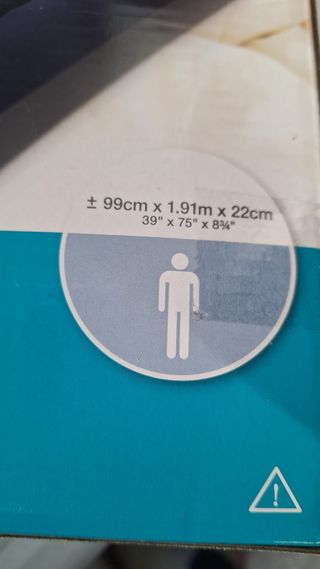 ± 99cm x 1.91m x 22cm
39" x 75" x 8¾"
!